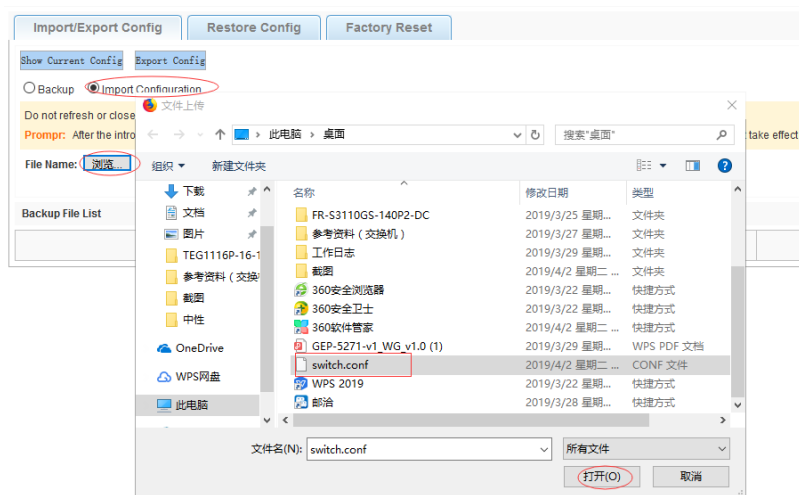 Import/Export Config Restore Config Factory Reset
Show Current Config Export Config
Backup Import Configuration
Do not refresh or close
Prompr: After the intro
take effect
File Name: 浏览...
Backup File List
文件上传
此电脑 › 桌面
搜索"桌面"
组织 新建文件夹
下载
文档
图片
TEG1116P-16-1
参考资料（交换
截图
中性
OneDrive
WPS网盘
此电脑
名称 修改日期 类型
FR-S3110GS-140P2-DC 2019/3/25 星期... 文件夹
参考资料（交换机） 2019/3/27 星期... 文件夹
工作日志 2019/3/29 星期... 文件夹
截图 2019/4/2 星期二 ... 文件夹
360安全浏览器 2019/3/22 星期... 快捷方式
360安全卫士 2019/3/22 星期... 快捷方式
360软件管家 2019/4/2 星期二 ... 快捷方式
GEP-5271-v1_WG_v1.0 (1) 2019/3/29 星期... WPS PDF 文档
switch.conf 2019/4/2 星期二 ... CONF 文件
WPS 2019 2019/3/22 星期... 快捷方式
邮洽 2019/3/28 星期... 快捷方式
文件名(N): switch.conf 所有文件
打开(O) 取消